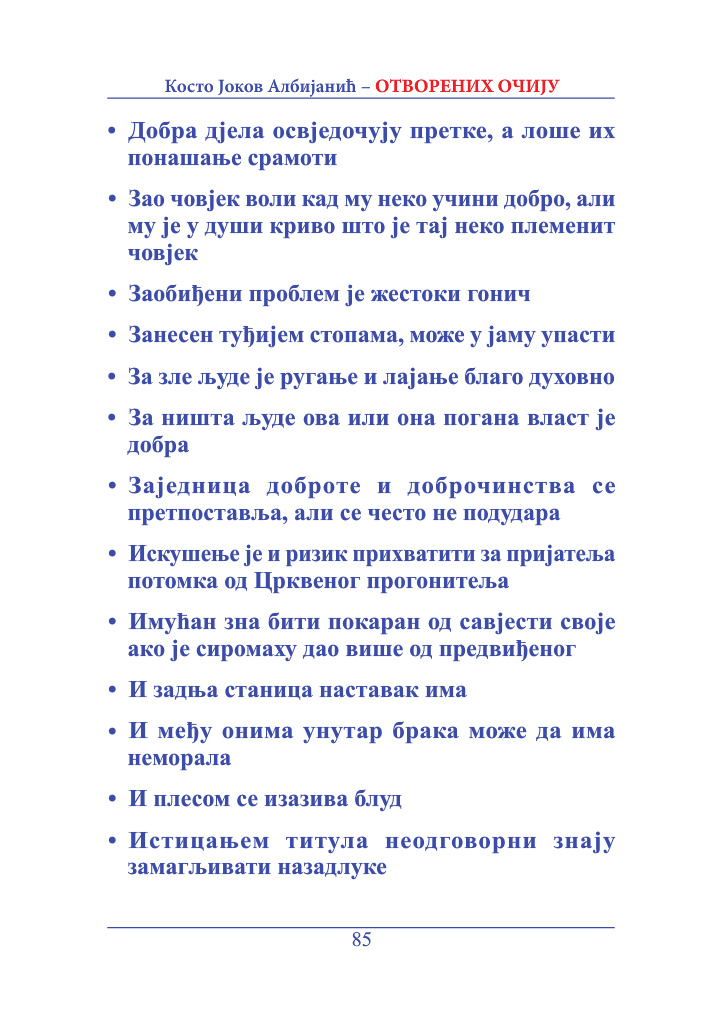 Косто Јоков Албијанић – ОТВОРЕНИХ ОЧИЈУ
• Добра дјела освједочују претке, а лоше их
понашање срамоти
• Зао човјек воли кад му неко учини добро, али
му је у души криво што је тај неко племенит
човјек
• Заобиђени проблем је жестоки гонич
• Занесен туђијем стопама, може у јаму упасти
• За зле људе је ругање и лајање благо духовно
• За ништа људе ова или она погана власт је
добра
• Заједница доброте и доброчинства се
претпоставља, али се често не подудара
• Искушење је и ризик прихватити за пријатеља
потомка од Црквеног прогонитеља
• Имућан зна бити покаран од савјести своје
ако је сиромаху дао више од предвиђеног
• И задња станица наставак има
• И међу онима унутар брака може да има
неморала
• И плесом се изазива блуд
• Истицањем титула неодговорни знају
замагљивати назадлуке
85